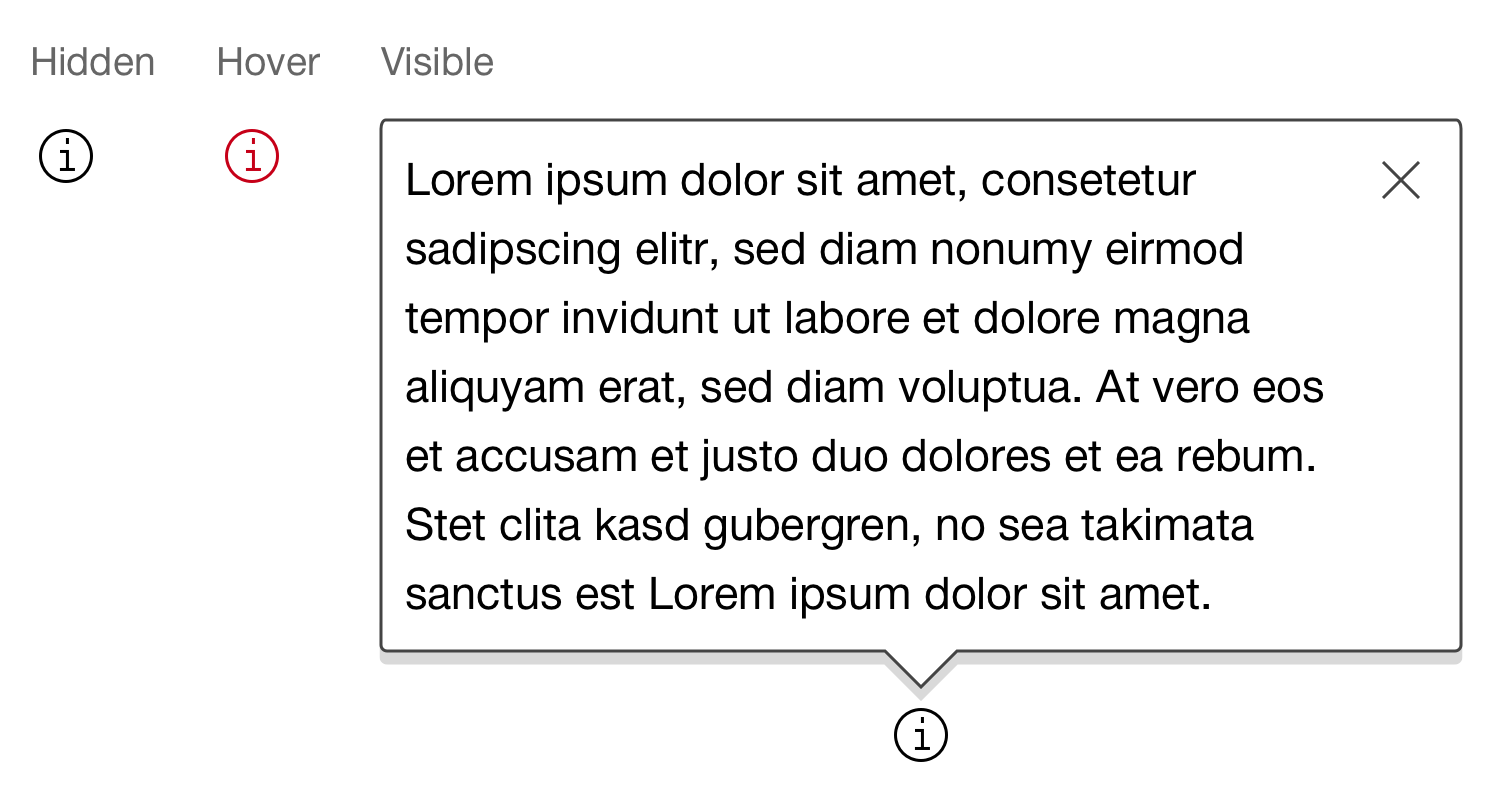 Hidden Hover Visible
i i
Lorem ipsum dolor sit amet, consetetur
sadipscing elitr, sed diam nonumy eirmod
tempor invidunt ut labore et dolore magna
aliquyam erat, sed diam voluptua. At vero eos
et accusam et justo duo dolores et ea rebum.
Stet clita kasd gubergren, no sea takimata
sanctus est Lorem ipsum dolor sit amet.
i